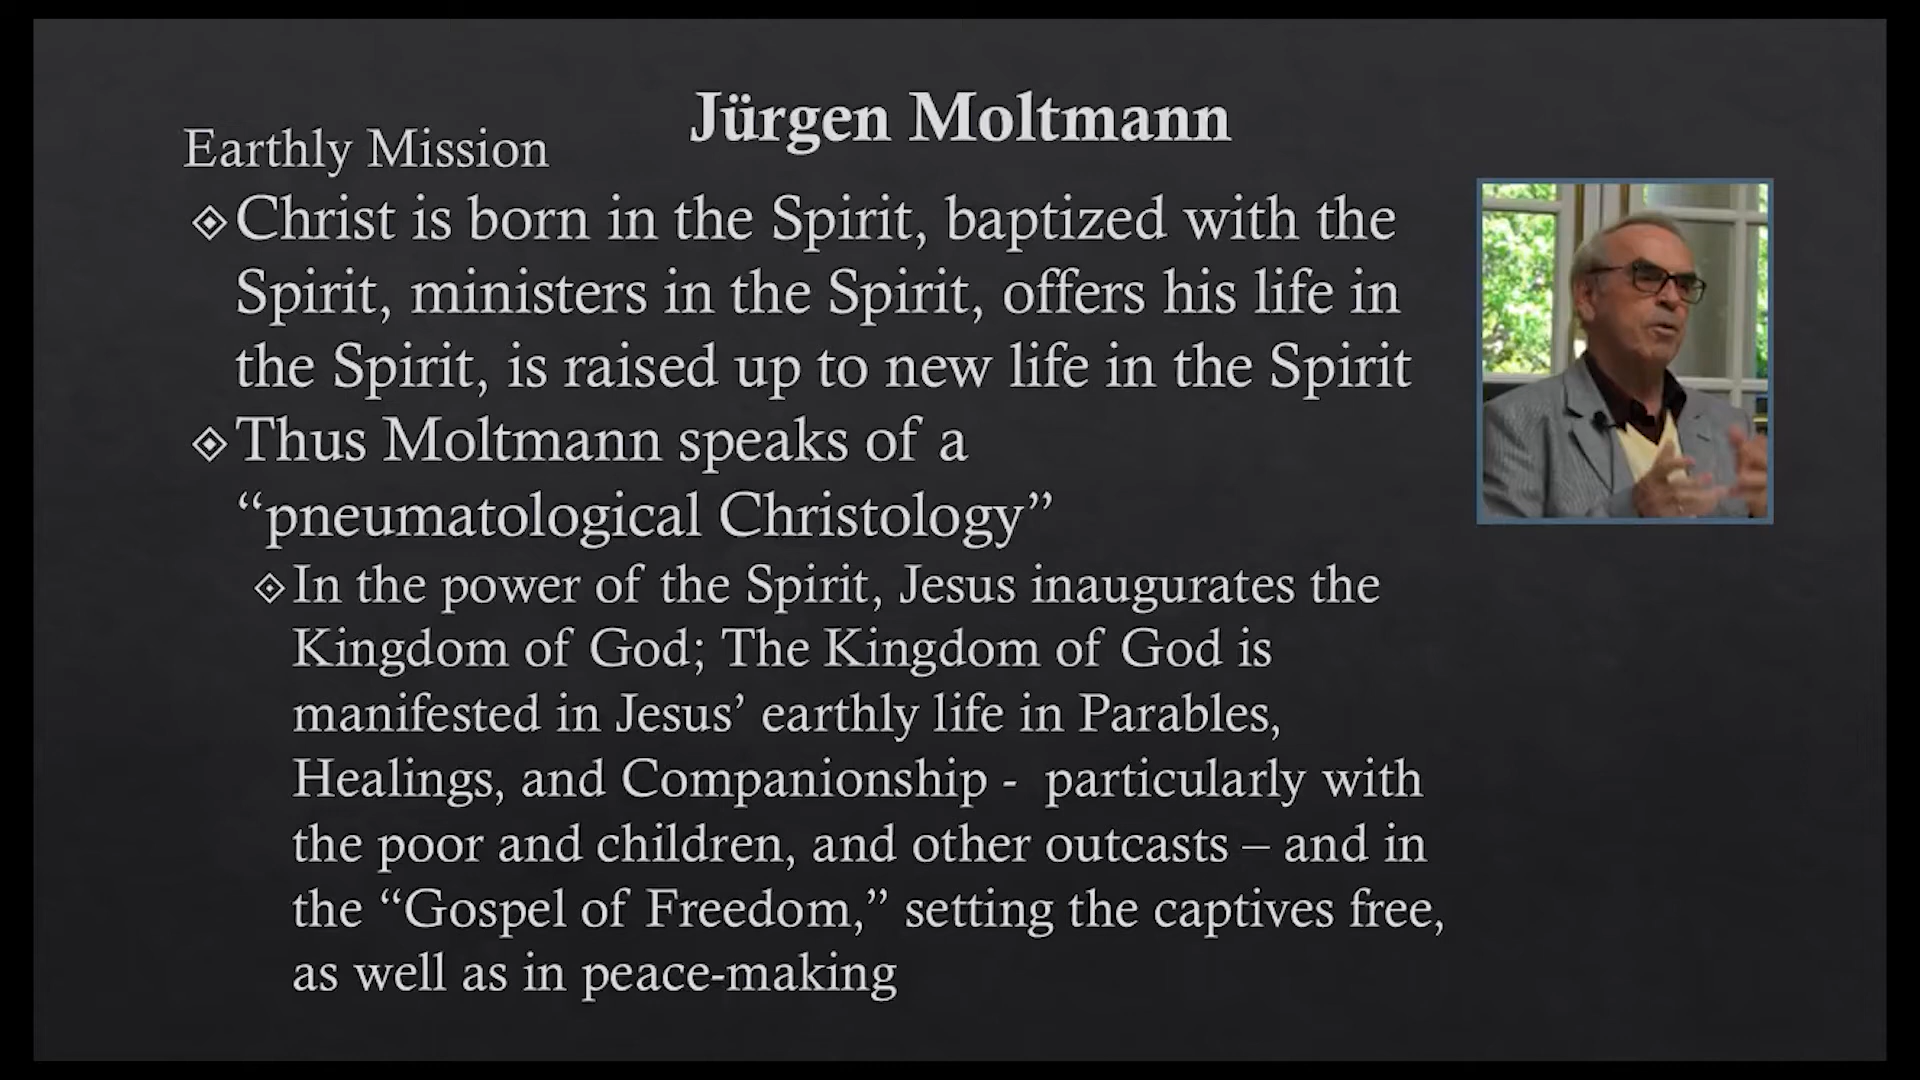 Jürgen Moltmann
Earthly Mission
Christ is born in the Spirit, baptized with the
Spirit, ministers in the Spirit, offers his life in
the Spirit, is raised up to new life in the Spirit
Thus Moltmann speaks of a
“pneumatological Christology”
In the power of the Spirit, Jesus inaugurates the
Kingdom of God; The Kingdom of God is
manifested in Jesus’ earthly life in Parables,
Healings, and Companionship - particularly with
the poor and children, and other outcasts – and in
the “Gospel of Freedom,” setting the captives free,
as well as in peace-making